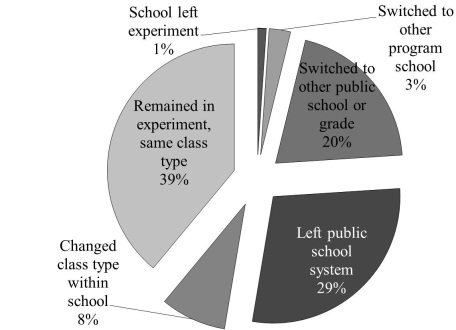 School left
experiment
1%
Switched to
other
program
school
3%
Switched to
other public
school or
grade
20%
Remained in
experiment,
same class
type
39%
Left public
school
system
29%
Changed
class type
within
school
8%